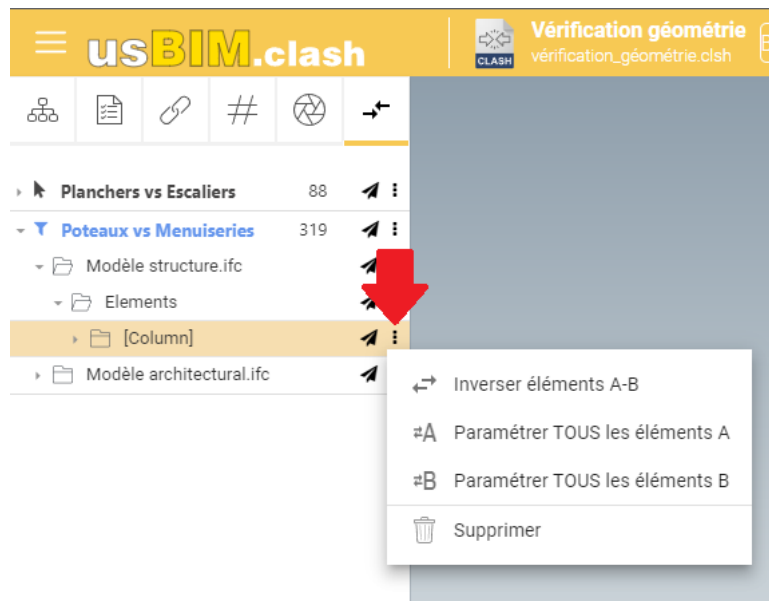 usBIM.clash
CLASH
Vérification géométrie
vérification_géométrie.clsh
Planchers vs Escaliers 88
Poteaux vs Menuiseries 319
Modèle structure.ifc
Elements
[Column]
Modèle architectural.ifc
Inverser éléments A-B
A Paramétrer TOUS les éléments A
B Paramétrer TOUS les éléments B
Supprimer